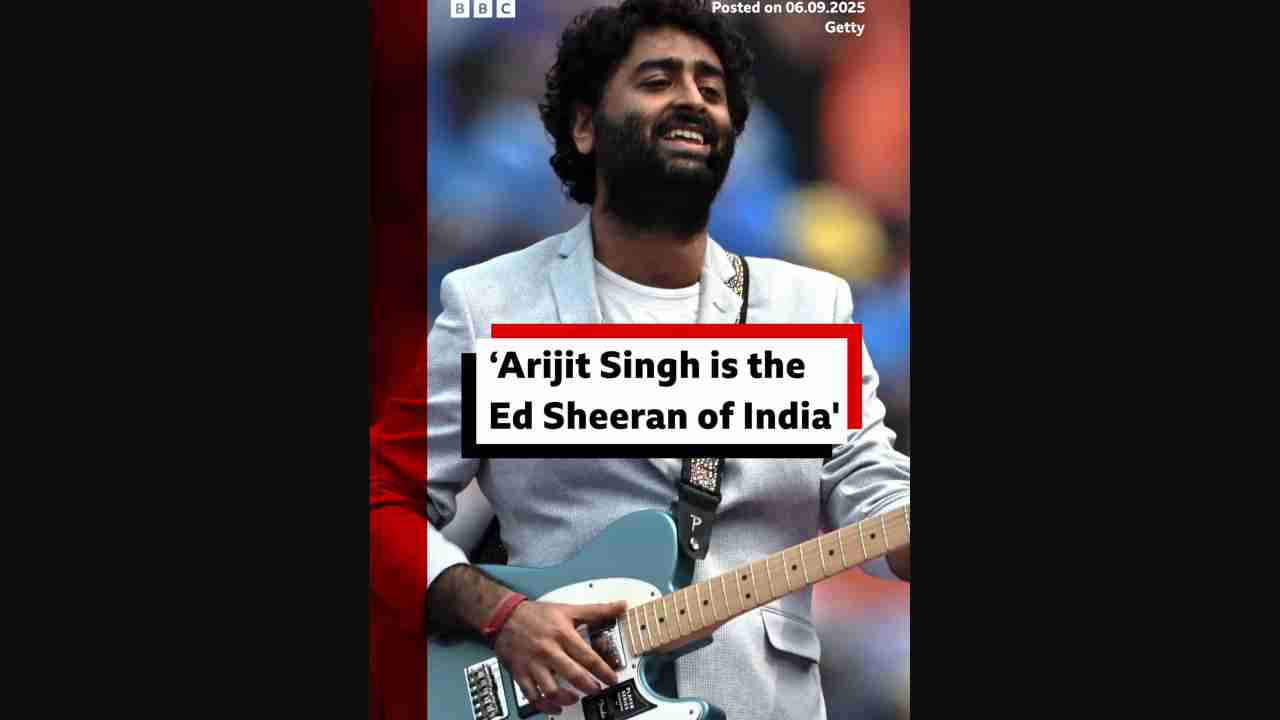 BBC
Posted on 06.09.2025
Getty
‘Arijit Singh is the
Ed Sheeran of India'
P